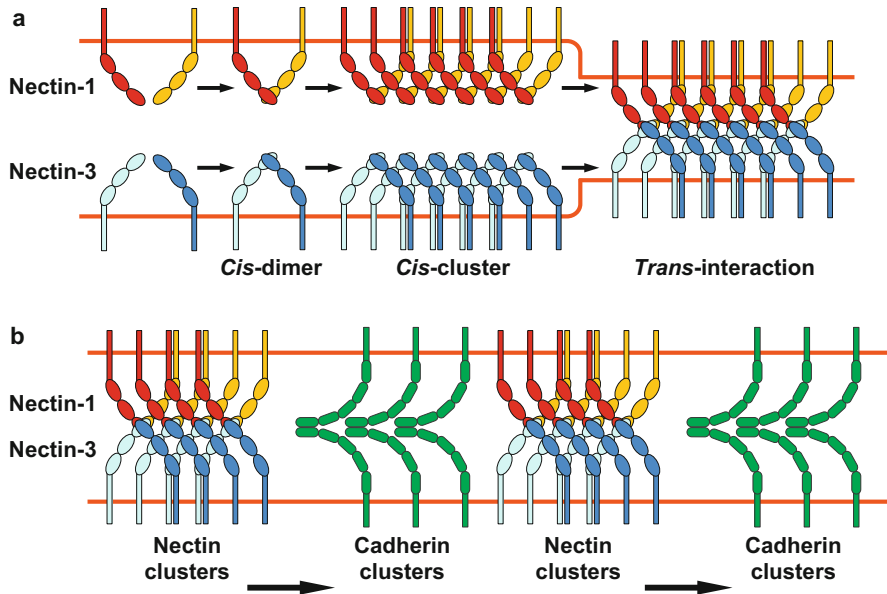 a
Nectin-1
Nectin-3
Cis-dimer
Cis-cluster
Trans-interaction
b
Nectin-1
Nectin-3
Nectin
clusters
Cadherin
clusters
Nectin
clusters
Cadherin
clusters